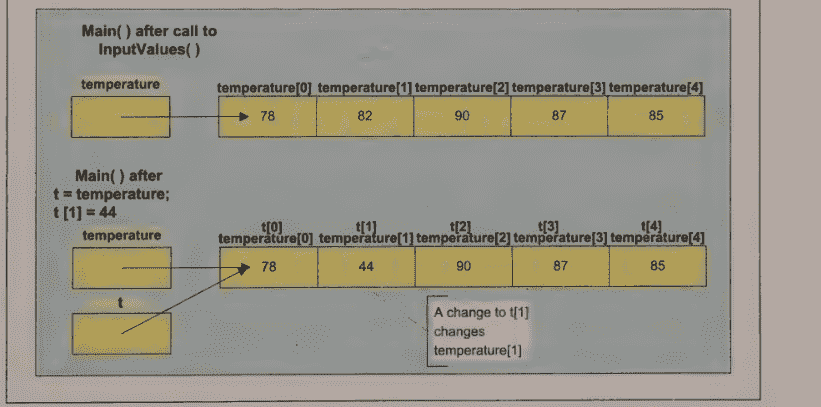 Main( ) after call to
InputValues( )
temperature
temperature[0] temperature[1] temperature[2] temperature[3] temperature[4]
78 82 90 87 85
Main( ) after
t = temperature;
t [1] = 44
temperature
t[0] t[1] t[2] t[3] t[4]
temperature[0] temperature[1] temperature[2] temperature[3] temperature[4]
78 44 90 87 85
t
A change to t[1]
changes
temperature[1]